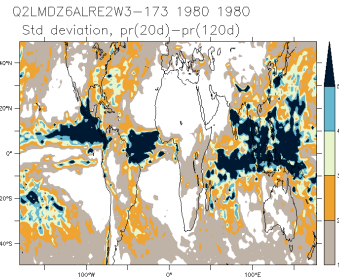 Q2LMDZ6ALRE2W3-173 1980 1980
Std deviation, pr(20d)-pr(120d)
40°N
20°N
0°
20°S
40°S
100°W
0°
100°E
5
4
3
2
1